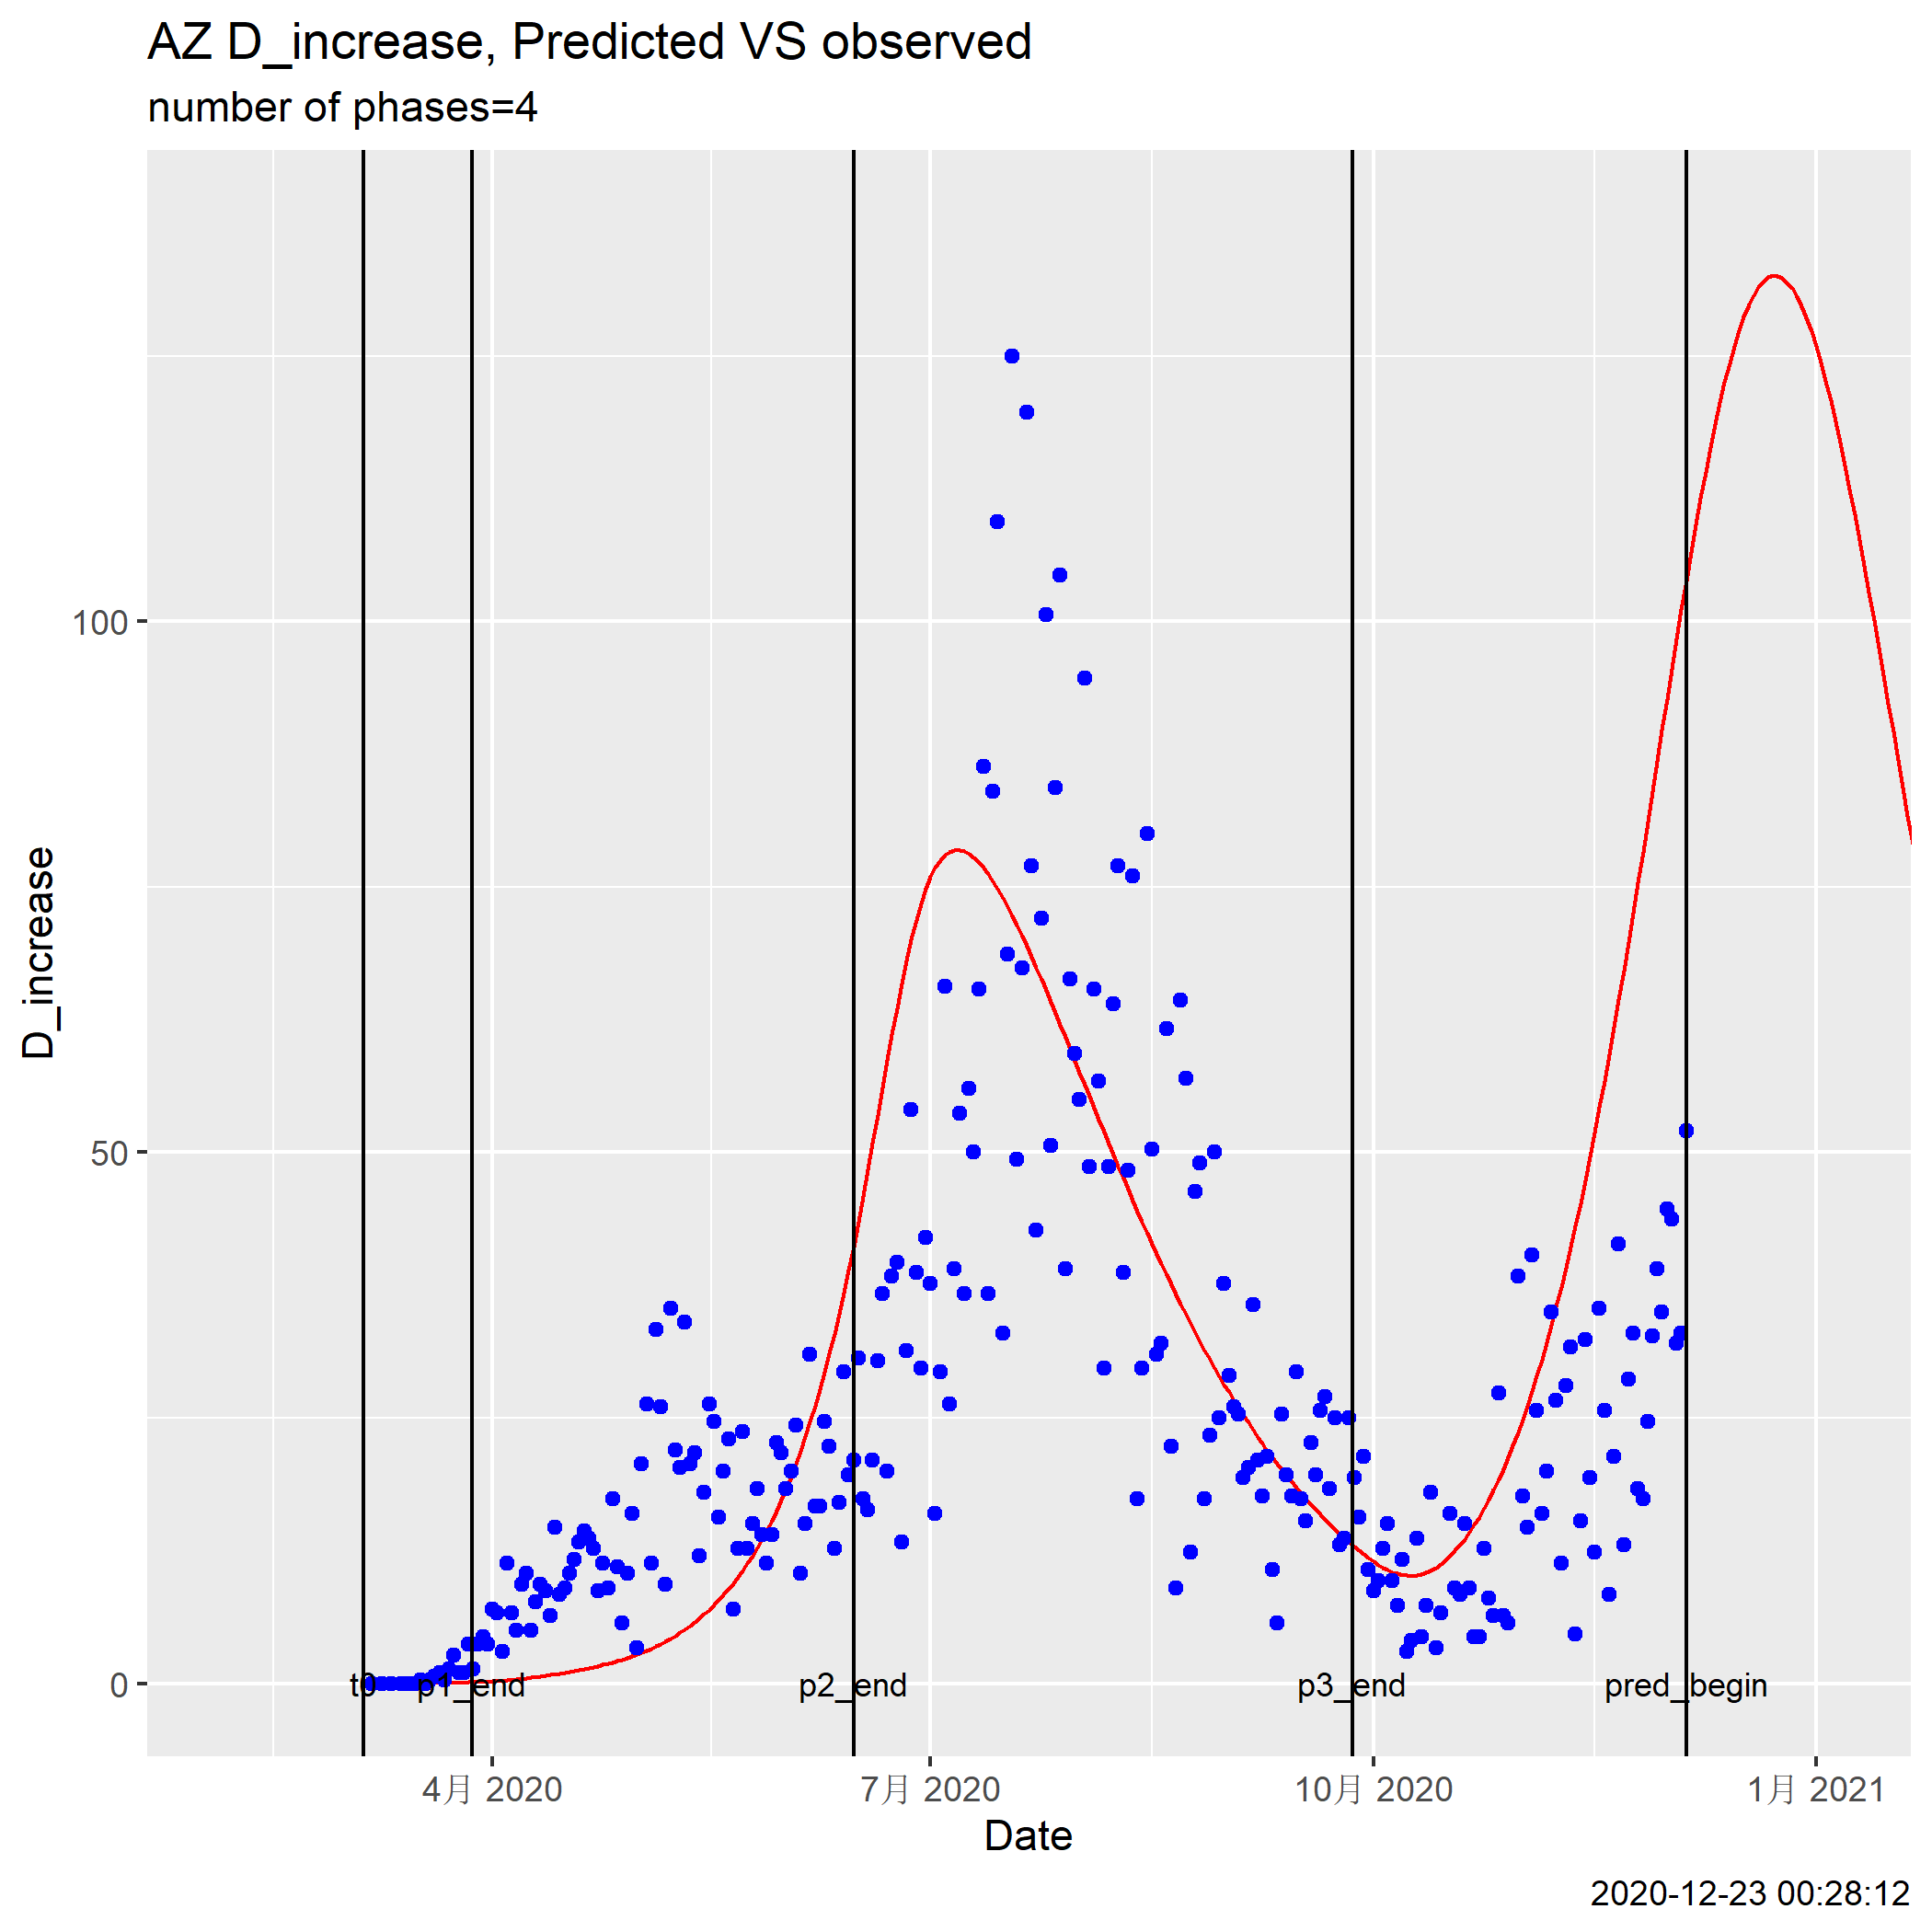 AZ D_increase, Predicted VS observed
number of phases=4
D_increase
100
50
0
t0 p1_end p2_end p3_end pred_begin
4月 2020 7月 2020 10月 2020 1月 2021
Date
2020-12-23 00:28:12